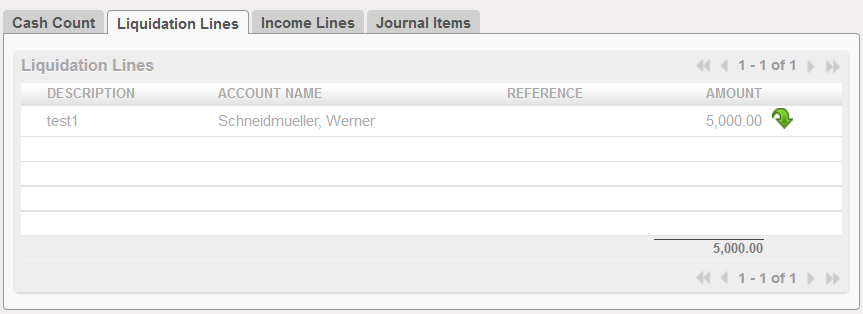 Cash Count Liquidation Lines Income Lines Journal Items
Liquidation Lines 1 - 1 of 1
DESCRIPTION ACCOUNT NAME REFERENCE AMOUNT
test1 Schneidmueller, Werner 5,000.00
5,000.00
1 - 1 of 1